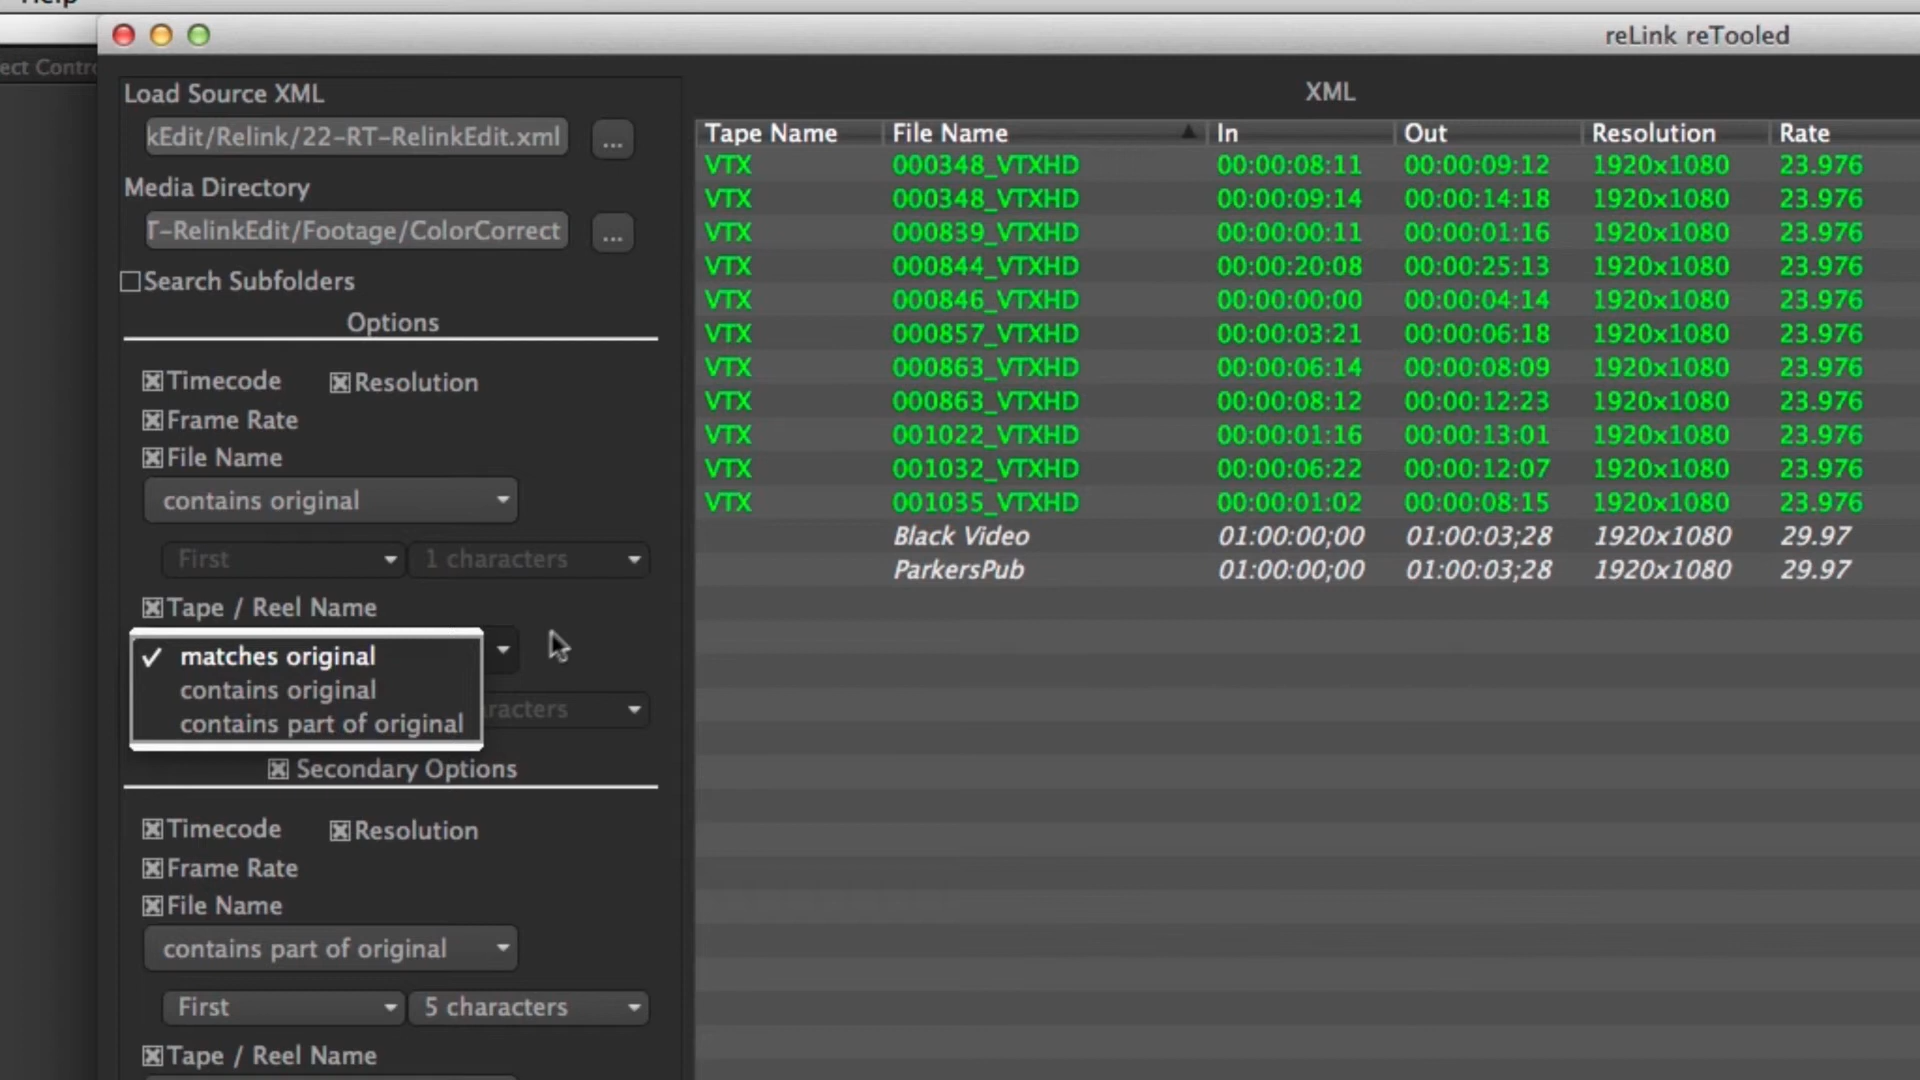 Help
reLink reTooled
ect Contro
Load Source XML
kEdit/Relink/22-RT-RelinkEdit.xml ...
Media Directory
T-RelinkEdit/Footage/ColorCorrect ...
Search Subfolders
Options
Timecode Resolution
Frame Rate
File Name
contains original
First 1 characters
Tape / Reel Name
matches original
contains original
contains part of original
racters
Secondary Options
Timecode Resolution
Frame Rate
File Name
contains part of original
First 5 characters
Tape / Reel Name
XML
Tape Name File Name In Out Resolution Rate
VTX 000348_VTXHD 00:00:08:11 00:00:09:12 1920x1080 23.976
VTX 000348_VTXHD 00:00:09:14 00:00:14:18 1920x1080 23.976
VTX 000839_VTXHD 00:00:00:11 00:00:01:16 1920x1080 23.976
VTX 000844_VTXHD 00:00:20:08 00:00:25:13 1920x1080 23.976
VTX 000846_VTXHD 00:00:00:00 00:00:04:14 1920x1080 23.976
VTX 000857_VTXHD 00:00:03:21 00:00:06:18 1920x1080 23.976
VTX 000863_VTXHD 00:00:06:14 00:00:08:09 1920x1080 23.976
VTX 000863_VTXHD 00:00:08:12 00:00:12:23 1920x1080 23.976
VTX 001022_VTXHD 00:00:01:16 00:00:13:01 1920x1080 23.976
VTX 001032_VTXHD 00:00:06:22 00:00:12:07 1920x1080 23.976
VTX 001035_VTXHD 00:00:01:02 00:00:08:15 1920x1080 23.976
Black Video 01:00:00;00 01:00:03;28 1920x1080 29.97
ParkersPub 01:00:00;00 01:00:03;28 1920x1080 29.97